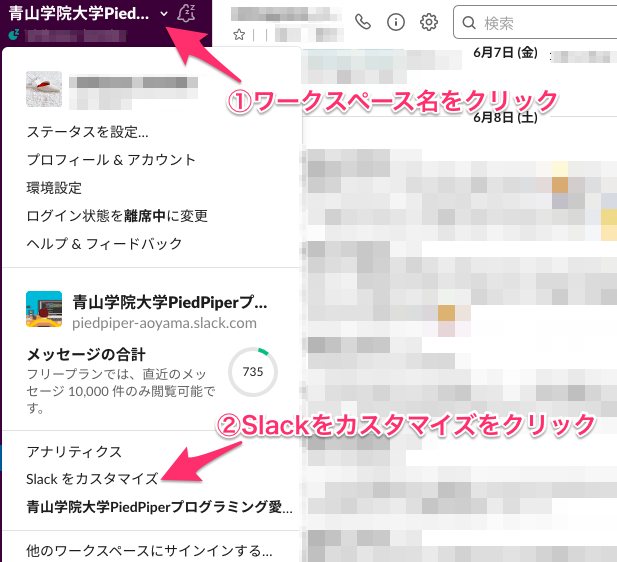 青山学院大学Pied...
検索
6月7日 (金)
①ワークスペース名をクリック
6月8日 (土)
ステータスを設定...
プロフィール & アカウント
環境設定
ログイン状態を離席中に変更
ヘルプ & フィードバック
青山学院大学PiedPiperプ...
piedpiper-aoyama.slack.com
メッセージの合計
フリープランでは、直近のメッ
セージ 10,000 件のみ閲覧可能で
す。
735
②Slackをカスタマイズをクリック
アナリティクス
Slack をカスタマイズ
青山学院大学PiedPiperプログラミング愛...
他のワークスペースにサインインする...